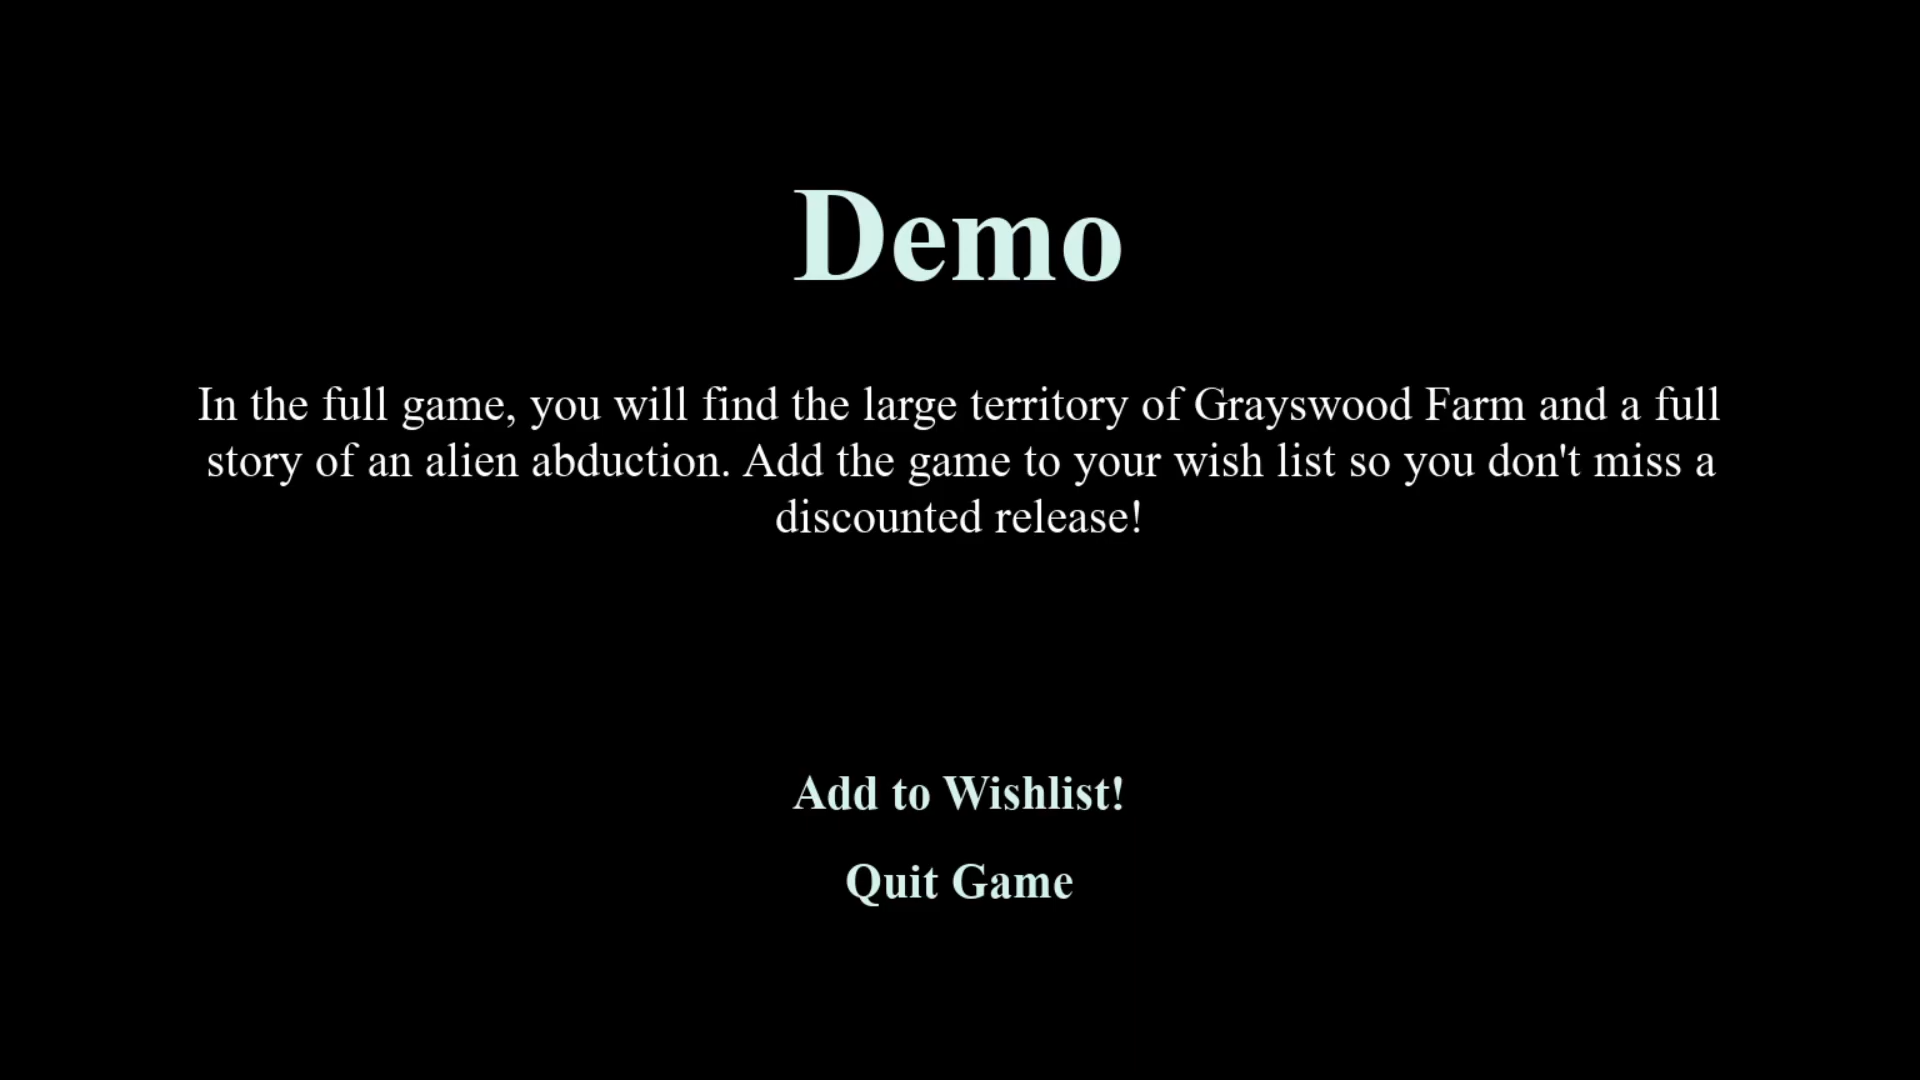 Demo
In the full game, you will find the large territory of Grayswood Farm and a full
story of an alien abduction. Add the game to your wish list so you don't miss a
discounted release!
Add to Wishlist!
Quit Game